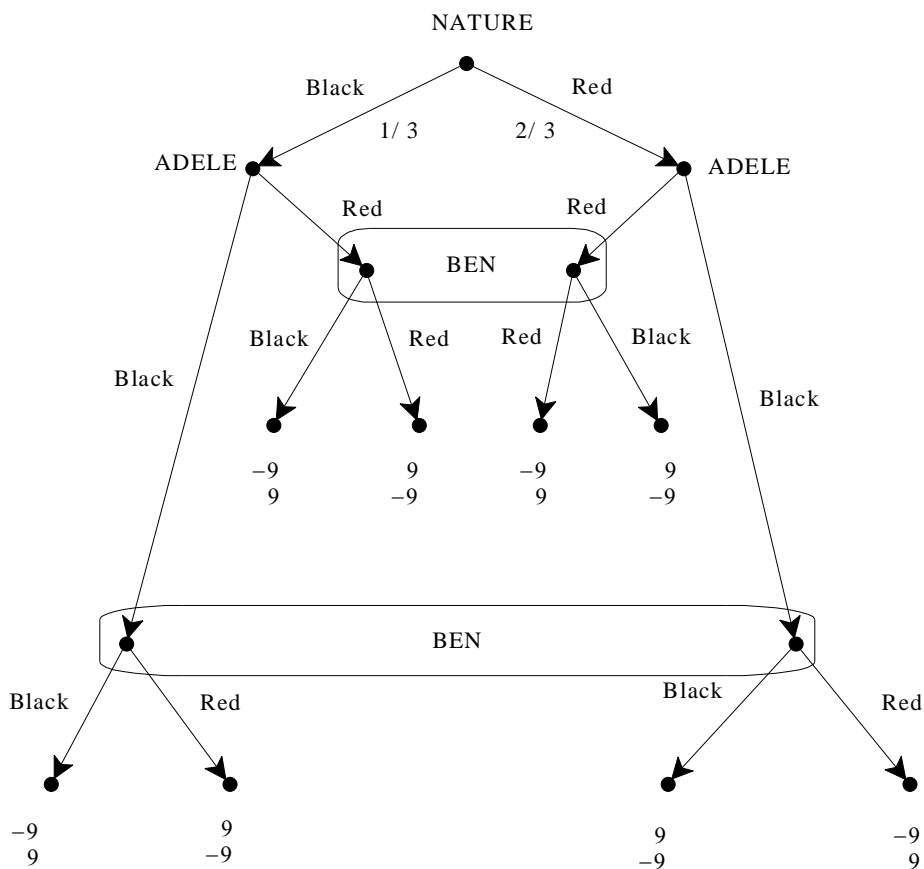 NATURE
Black Red
1/ 3 2/ 3
ADELE ADELE
Red Red
BEN
Black Red Red Black
Black Black
−9 9 −9 9
9 −9 9 −9
BEN
Black Red Black Red
−9 9 9 −9
9 −9 −9 9